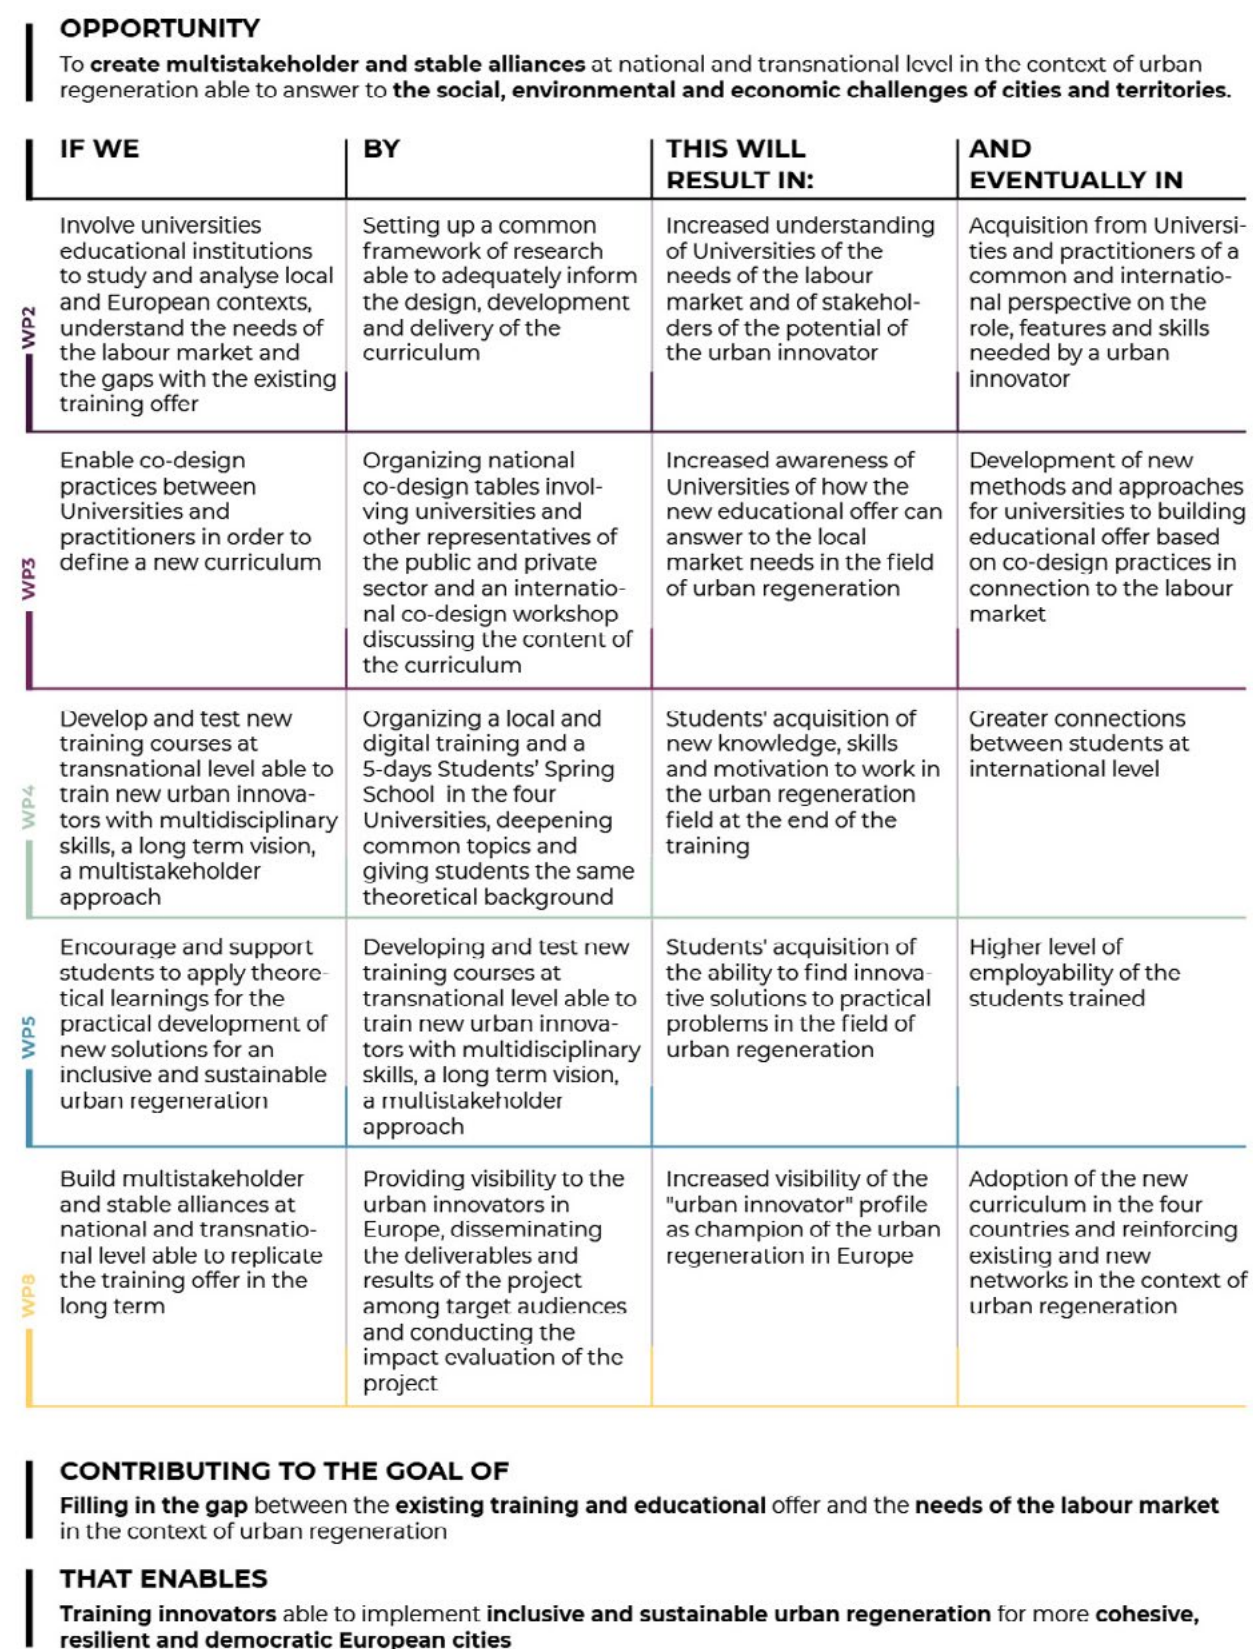 OPPORTUNITY
To create multistakeholder and stable alliances at national and transnational level in the context of urban
regeneration able to answer to the social, environmental and economic challenges of cities and territories.
IF WE
BY
THIS WILL
RESULT IN:
AND
EVENTUALLY IN
WP2
Involve universities
educational institutions
to study and analyse local
and European contexts,
understand the needs of
the labour market and
the gaps with the existing
training offer
Setting up a common
framework of research
able to adequately inform
the design, development
and delivery of the
curriculum
Increased understanding
of Universities of the
needs of the labour
market and of stakehol-
ders of the potential of
the urban innovator
Acquisition from Universi-
ties and practitioners of a
common and internatio-
nal perspective on the
role, features and skills
needed by a urban
innovator
WP3
Enable co-design
practices between
Universities and
practitioners in order to
define a new curriculum
Organizing national
co-design tables invol-
ving universities and
other representatives of
the public and private
sector and an internatio-
nal co-design workshop
discussing the content of
the curriculum
Increased awareness of
Universities of how the
new educational offer can
answer to the local
market needs in the field
of urban regeneration
Development of new
methods and approaches
for universities to building
educational offer based
on co-design practices in
connection to the labour
market
WP4
Develop and test new
training courses at
transnational level able to
train new urban innova-
tors with multidisciplinary
skills, a long term vision,
a multistakeholder
approach
Organizing a local and
digital training and a
5-days Students' Spring
School in the four
Universities, deepening
common topics and
giving students the same
theoretical background
Students' acquisition of
new knowledge, skills
and motivation to work in
the urban regeneration
field at the end of the
training
Greater connections
between students at
international level
WP5
Encourage and support
students to apply theore-
tical learnings for the
practical development of
new solutions for an
inclusive and sustainable
urban regeneration
Developing and test new
training courses at
transnational level able to
train new urban innova-
tors with multidisciplinary
skills, a long term vision,
a multistakeholder
approach
Students' acquisition of
the ability to find innova-
tive solutions to practical
problems in the field of
urban regeneration
Higher level of
employability of the
students trained
WP8
Build multistakeholder
and stable alliances at
national and transnatio-
nal level able to replicate
the training offer in the
long term
Providing visibility to the
urban innovators in
Europe, disseminating
the deliverables and
results of the project
among target audiences
and conducting the
impact evaluation of the
project
Increased visibility of the
"urban innovator" profile
as champion of the urban
regeneration in Europe
Adoption of the new
curriculum in the four
countries and reinforcing
existing and new
networks in the context of
urban regeneration
CONTRIBUTING TO THE GOAL OF
Filling in the gap between the existing training and educational offer and the needs of the labour market
in the context of urban regeneration
THAT ENABLES
Training innovators able to implement inclusive and sustainable urban regeneration for more cohesive,
resilient and democratic European cities